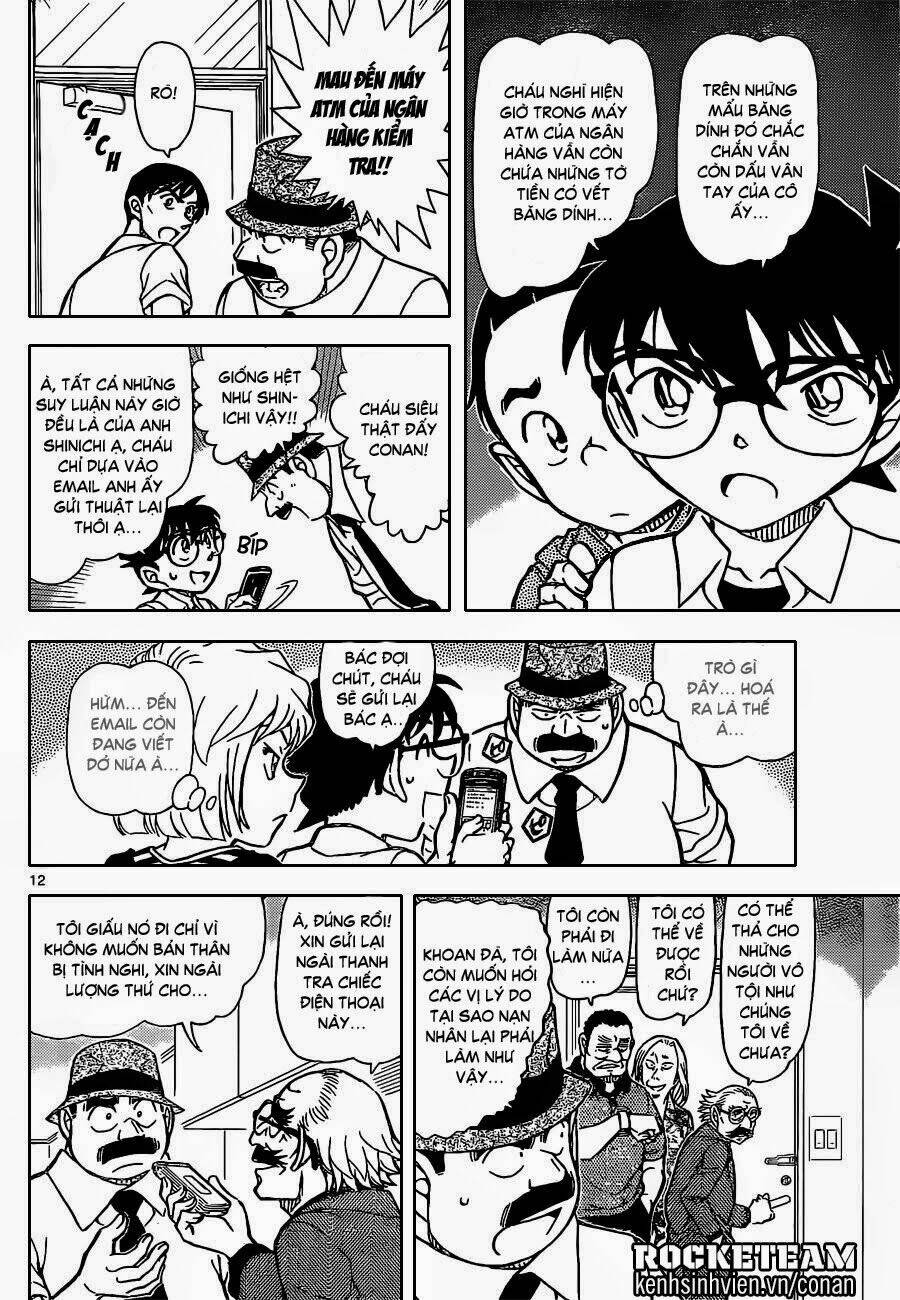 TRÊN NHỮNG
MẨU BĂNG
DÍNH ĐÓ CHẮC
CHẮN VẪN
CÒN DẤU VÂN
TAY CỦA CÔ
ẤY...
CHÁU NGHĨ HIỆN
GIỜ TRONG MÁY
ATM CỦA NGÂN
HÀNG VẪN CÒN
CHỨA NHỮNG TỜ
TIỀN CÓ VẾT
BĂNG DÍNH...
MAU ĐẾN MÁY
ATM CỦA NGÂN
HÀNG KIỂM
TRA!!
RÕ!
CẠCH
CHÁU SIÊU
THẬT ĐẤY
CONAN!
GIỐNG HỆT
NHƯ SHIN-
ICHI VẬY!!
À, TẤT CẢ NHỮNG
SUY LUẬN NÀY GIỜ
ĐỀU LÀ CỦA ANH
SHINICHI Ạ, CHÁU
CHỈ DỰA VÀO
EMAIL ANH ẤY
GỬI THUẬT LẠI
THÔI Ạ...
BÍP
TRÒ GÌ
ĐÂY... HOÁ
RA LÀ THẾ
À...
BÁC ĐỢI
CHÚT, CHÁU
SẼ GỬI LẠI
BÁC Ạ...
HỪM... ĐẾN
EMAIL CÒN
ĐANG VIẾT
DỞ NỮA À...
ピ
ピ
12
CÓ THỂ
THẢ CHO
NHỮNG
NGƯỜI VÔ
TỘI NHƯ
CHÚNG
TÔI VỀ
CHƯA?
TÔI CÓ
THỂ VỀ
ĐƯỢC
RỒI
CHỨ?
TÔI CÒN
PHẢI ĐI
LÀM NỮA
...
KHOAN ĐÃ, TÔI
CÒN MUỐN HỎI
CÁC VỊ LÝ DO
TẠI SAO NẠN
NHÂN LẠI PHẢI
LÀM NHƯ
VẬY...
À, ĐÚNG RỒI!
XIN GỬI LẠI
NGÀI THANH
TRA CHIẾC
ĐIỆN THOẠI
NÀY...
TÔI GIẤU NÓ ĐI CHỈ VÌ
KHÔNG MUỐN BẢN THÂN
BỊ TÌNH NGHI, XIN NGÀI
LƯỢNG THỨ CHO...
ROCKETEAM
kenhsinhvien.vn/conan